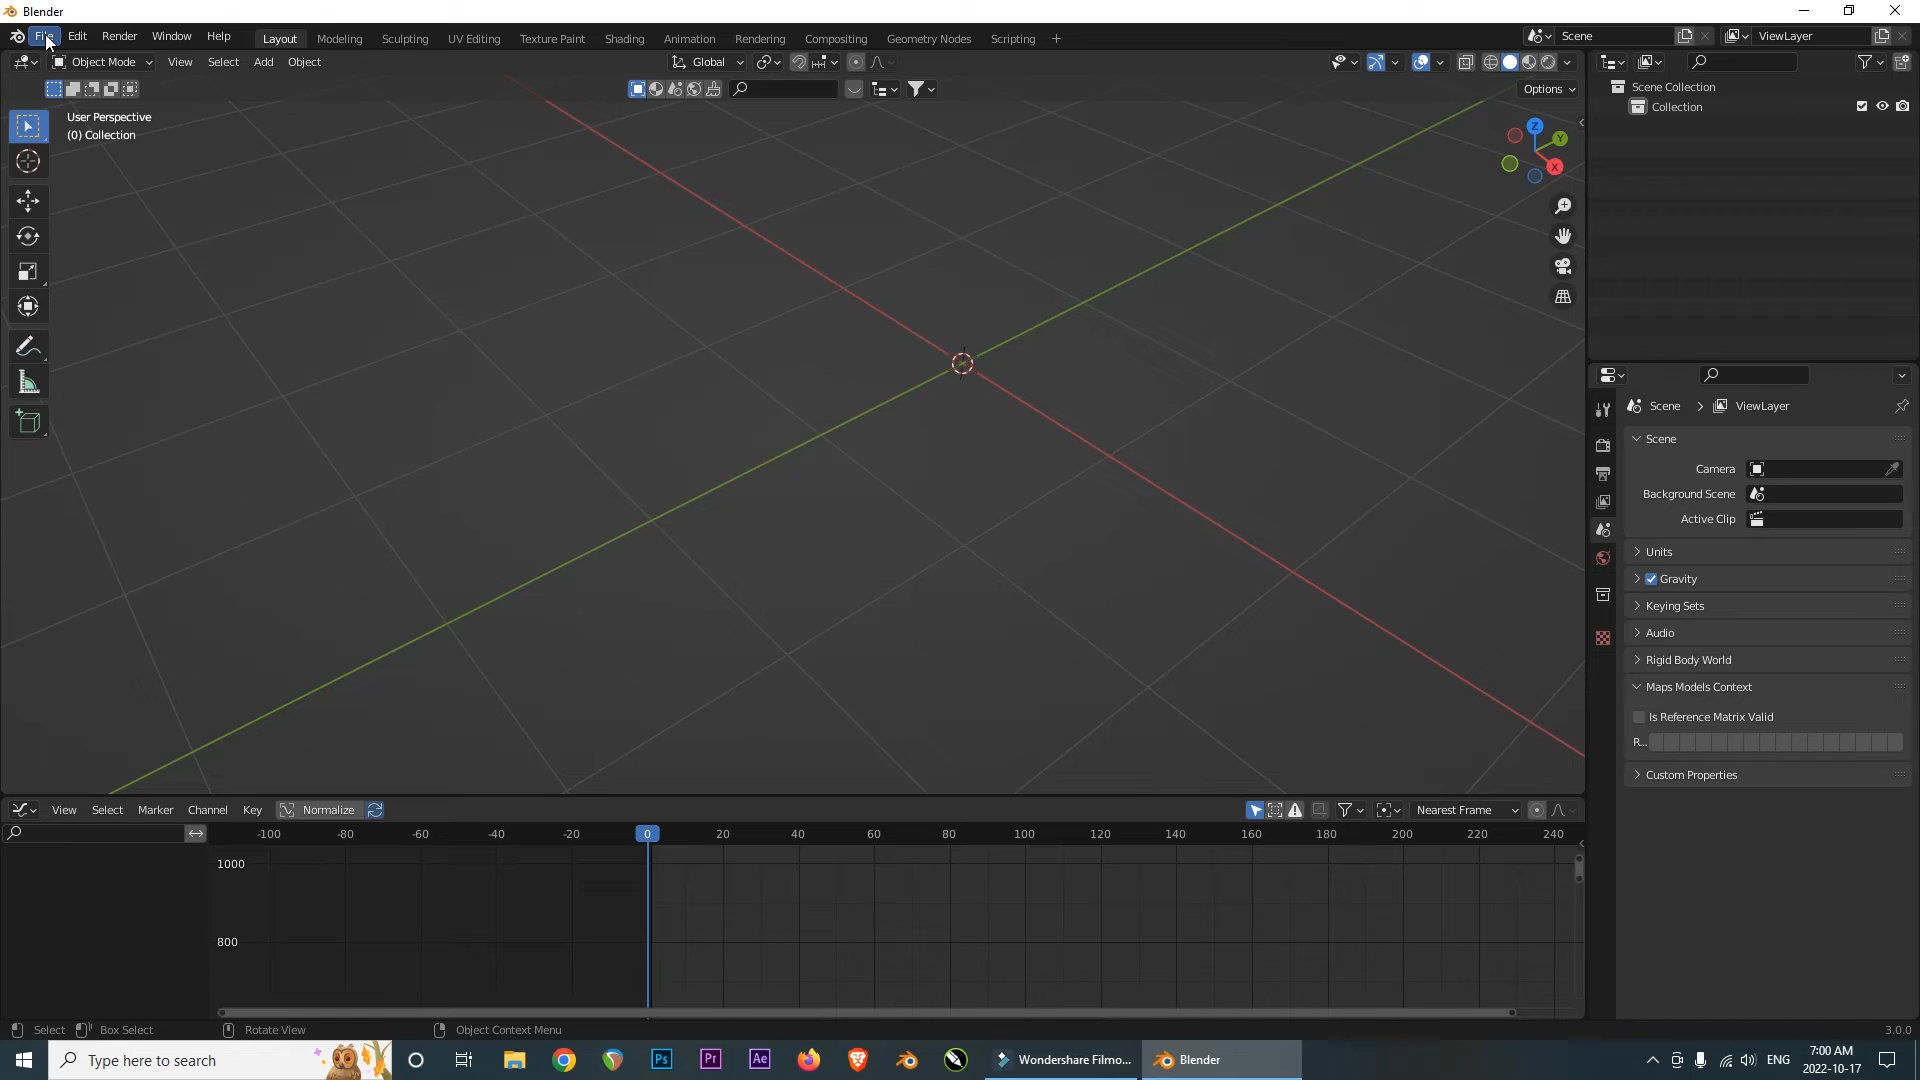 Blender
File Edit Render Window Help Layout Modeling Sculpting UV Editing Texture Paint Shading Animation Rendering Compositing Geometry Nodes Scripting + Scene ViewLayer
Object Mode View Select Add Object Global
Options
User Perspective
(0) Collection
Z
Y
X
Scene Collection
Collection
Scene > ViewLayer
Scene
Camera
Background Scene
Active Clip
Units
Gravity
Keying Sets
Audio
Rigid Body World
Maps Models Context
Is Reference Matrix Valid
R...
Custom Properties
View Select Marker Channel Key Normalize Nearest Frame
-100 -80 -60 -40 -20 0 20 40 60 80 100 120 140 160 180 200 220 240
1000
800
Select Box Select Rotate View Object Context Menu 3.0.0
Type here to search Ps Pr Ae Wondershare Filmo... Blender ENG 7:00 AM
2022-10-17